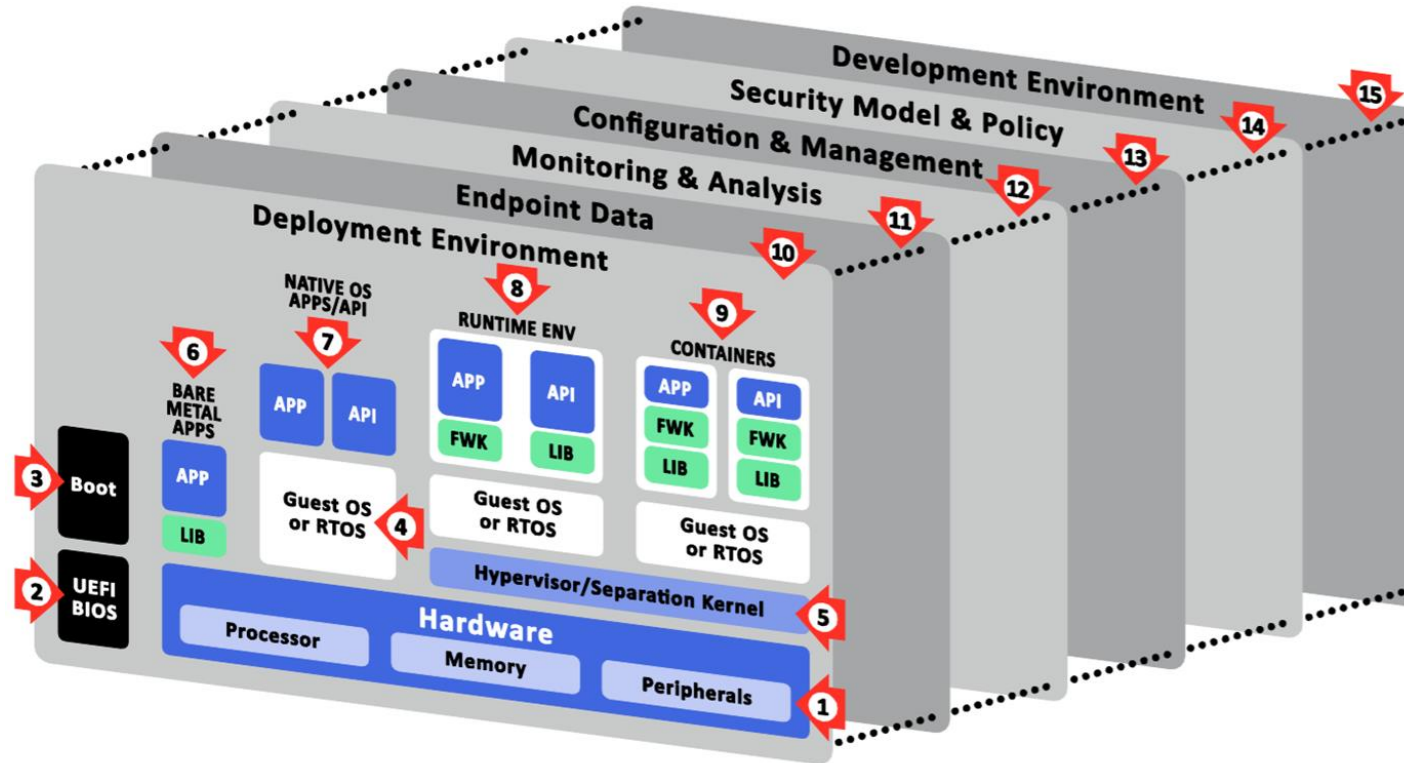 Development Environment
15
Security Model & Policy
14
Configuration & Management
13
Monitoring & Analysis
12
Endpoint Data
11
Deployment Environment
10
NATIVE OS
APPS/API
7
8
RUNTIME ENV
9
CONTAINERS
6
BARE
METAL
APPS
APP
LIB
APP
API
APP
FWK
API
LIB
APP
FWK
LIB
API
FWK
LIB
3
Boot
Guest OS
or RTOS
4
Guest OS
or RTOS
Guest OS
or RTOS
2
UEFI
BIOS
Hypervisor/Separation Kernel
5
Hardware
Processor
Memory
Peripherals
1